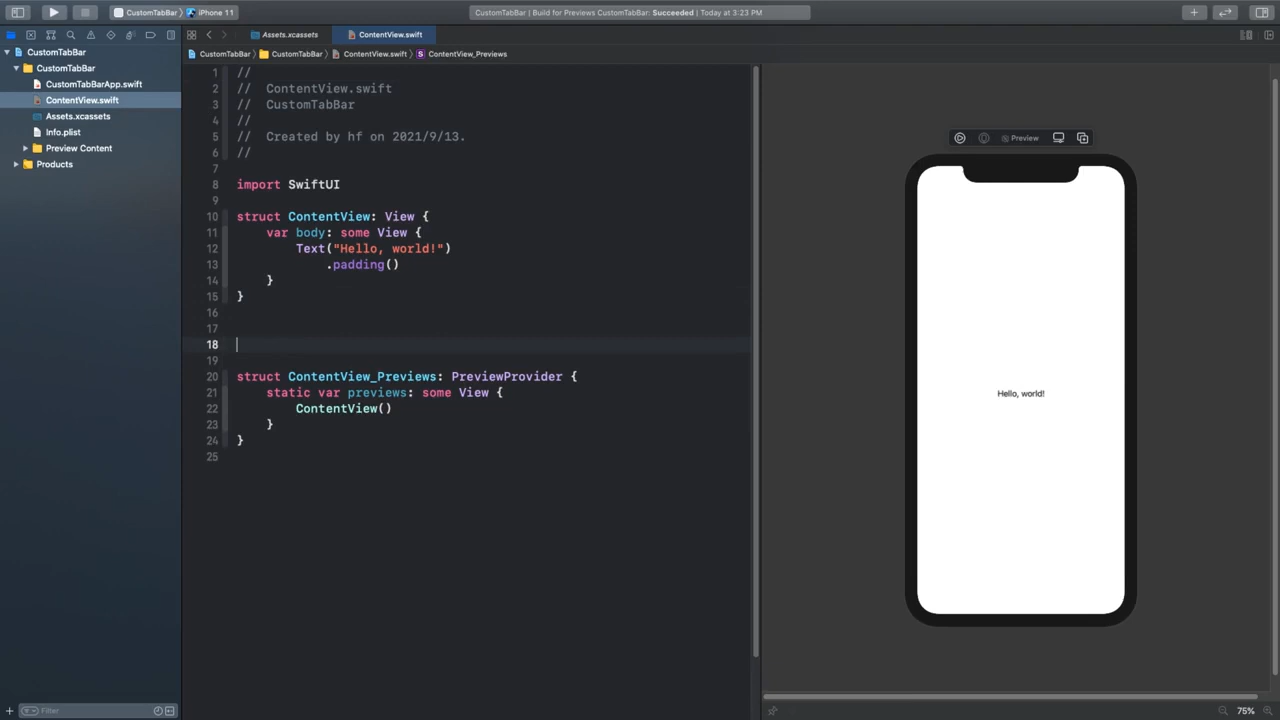 CustomTabBar 〉 iPhone 11
CustomTabBar | Build for Previews CustomTabBar: Succeeded | Today at 3:23 PM
Assets.xcassets
ContentView.swift
CustomTabBar 〉 CustomTabBar 〉 ContentView.swift 〉 S ContentView_Previews
CustomTabBar
CustomTabBar
CustomTabBarApp.swift
ContentView.swift
Assets.xcassets
Info.plist
Preview Content
Products
Filter
1 //
2 //  ContentView.swift
3 //  CustomTabBar
4 //
5 //  Created by hf on 2021/9/13.
6 //
7
8 import SwiftUI
9
10 struct ContentView: View {
11     var body: some View {
12         Text("Hello, world!")
13             .padding()
14     }
15 }
16
17
18
19
20 struct ContentView_Previews: PreviewProvider {
21     static var previews: some View {
22         ContentView()
23     }
24 }
25
Preview
Hello, world!
75%